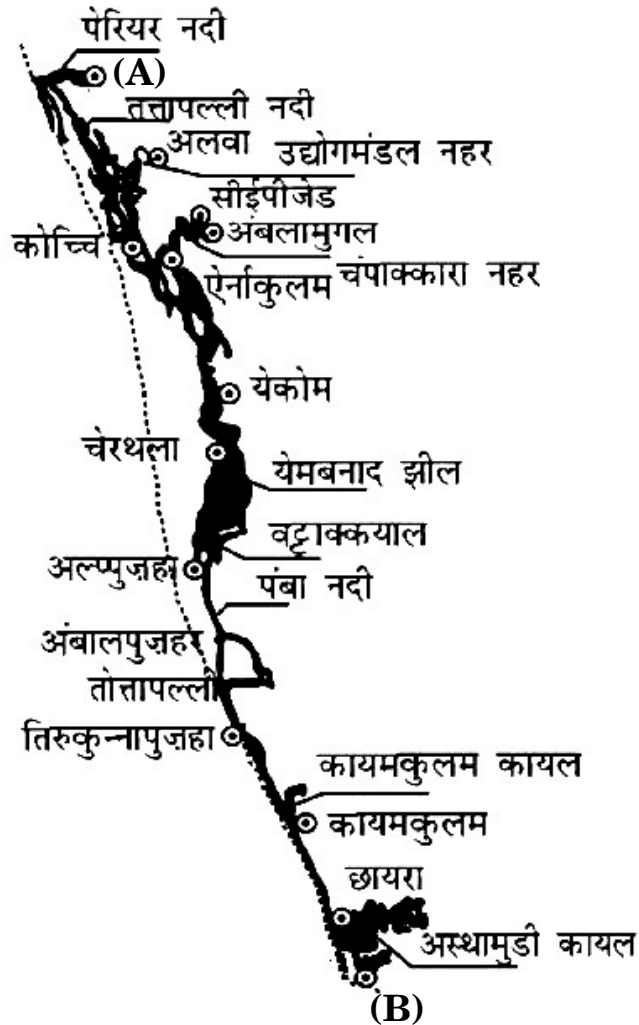 पेरियर नदी
(A)
तत्तापल्ली नदी
अलवा
उद्योगमंडल नहर
सीईपीजेड
कोच्चि
अंबलामुगल
ऐर्नाकुलम
चंपाक्कारा नहर
येकोम
चेरथला
येमबनाद झील
वट्टाक्कयाल
अल्प्पुज़हा
पंबा नदी
अंबालपुज़हर
तोत्तापल्ली
तिरुकुन्नापुज़हा
कायमकुलम कायल
कायमकुलम
छायरा
अस्थामुडी कायल
(B)